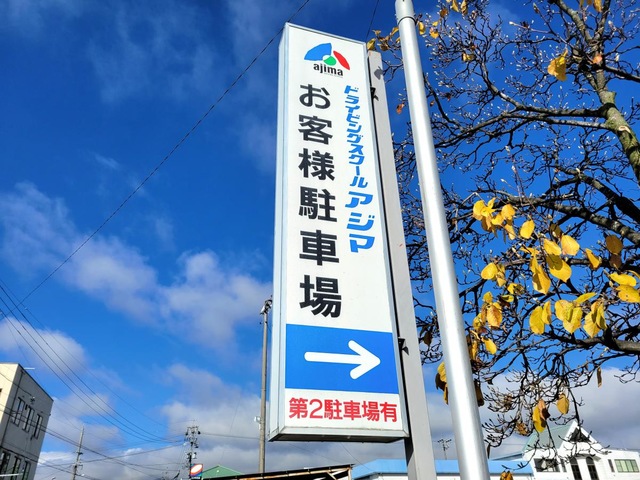 ajima
ドライビングスクールアジマ
お客様駐車場
第2駐車場有